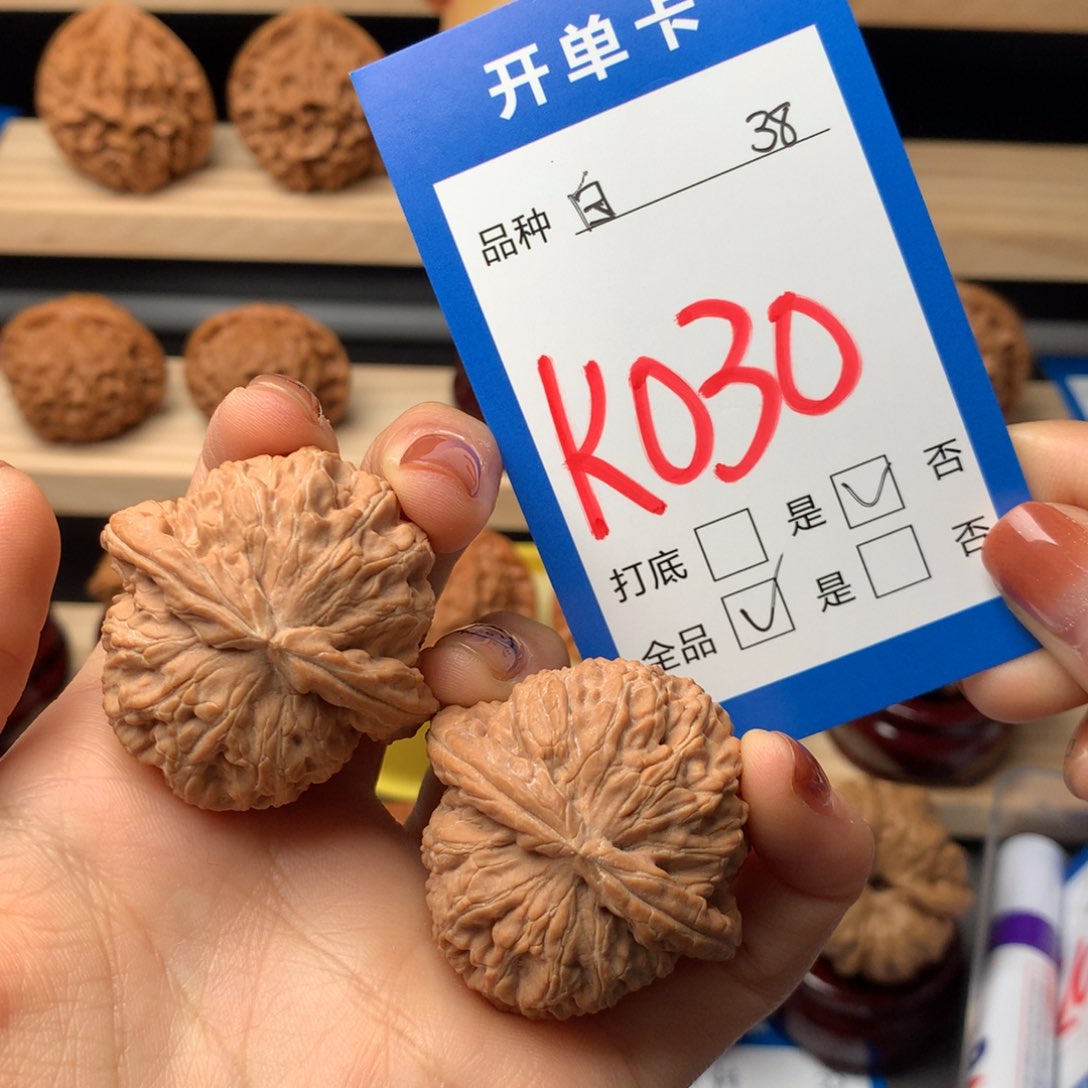 开单卡
品种 白 38
K030
打底 是 否
全品 是 否